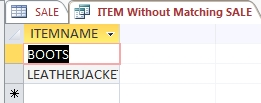 SALE ITEM Without Matching SALE
ITEMNAME
BOOTS
LEATHERJACKE